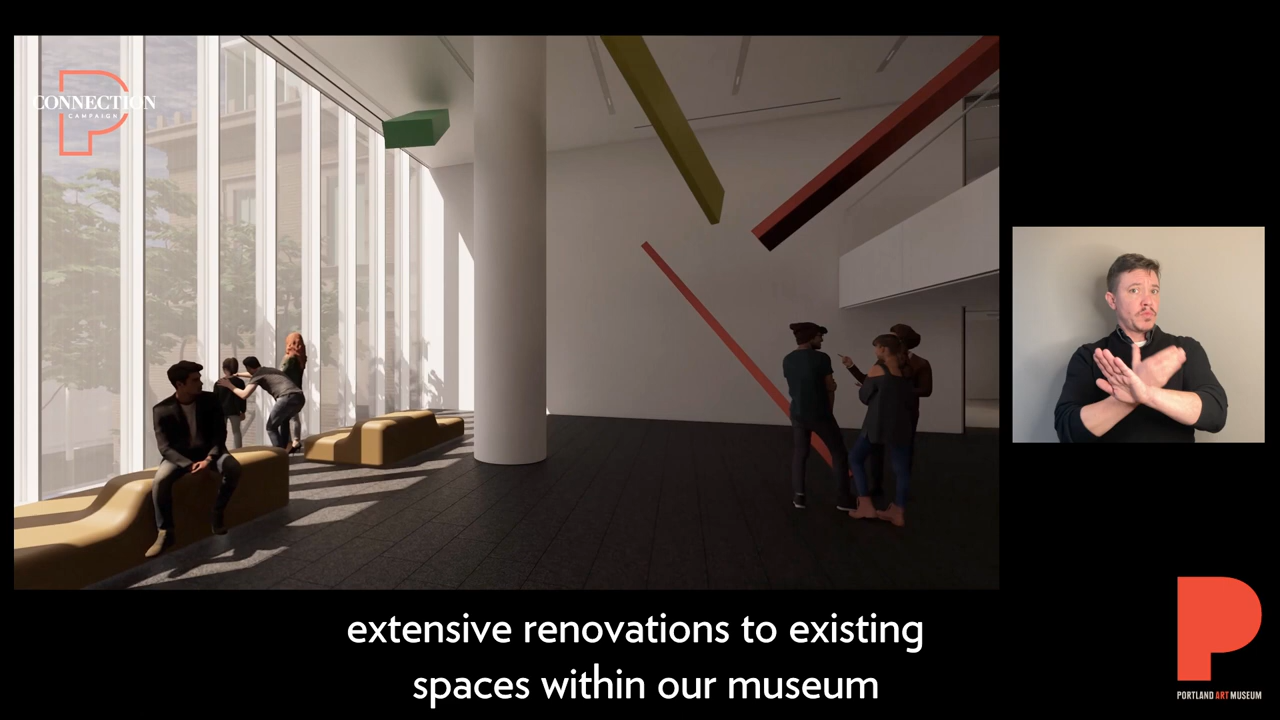 CONNECTION
CAMPAIGN
extensive renovations to existing
spaces within our museum
P
PORTLAND ART MUSEUM